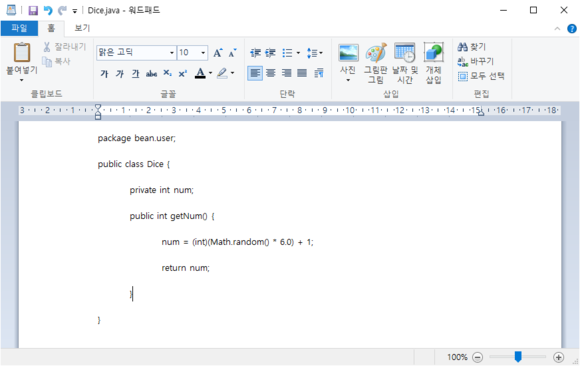 Dice.java - 워드패드
파일 홈 보기
붙여넣기
잘라내기
복사
클립보드
맑은 고딕 10
가 가 가 abc X₂ X² A
글꼴
단락
사진 그림판 그림 날짜 및 시간 개체 삽입
삽입
찾기
바꾸기
모두 선택
편집
3 2 1 1 2 3 4 5 6 7 8 9 10 11 12 13 14 15 16 17 18
package bean.user;
public class Dice {
private int num;
public int getNum() {
num = (int)(Math.random() * 6.0) + 1;
return num;
}
}
100%